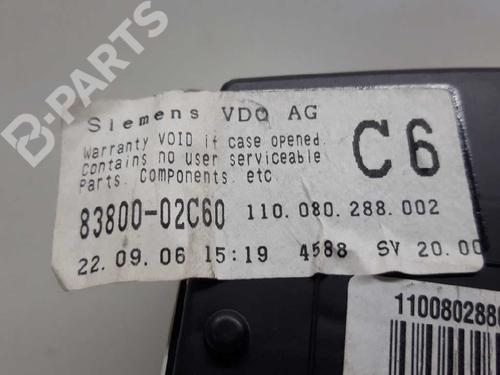 B-PARTS
Siemens VDO AG
Warranty VOID if case opened.
Contains no user serviceable
Parts, Components etc.
C6
83800-02C60 110.080.288.002
22.09.06 15:19 4588 SV 20.00
1100802880